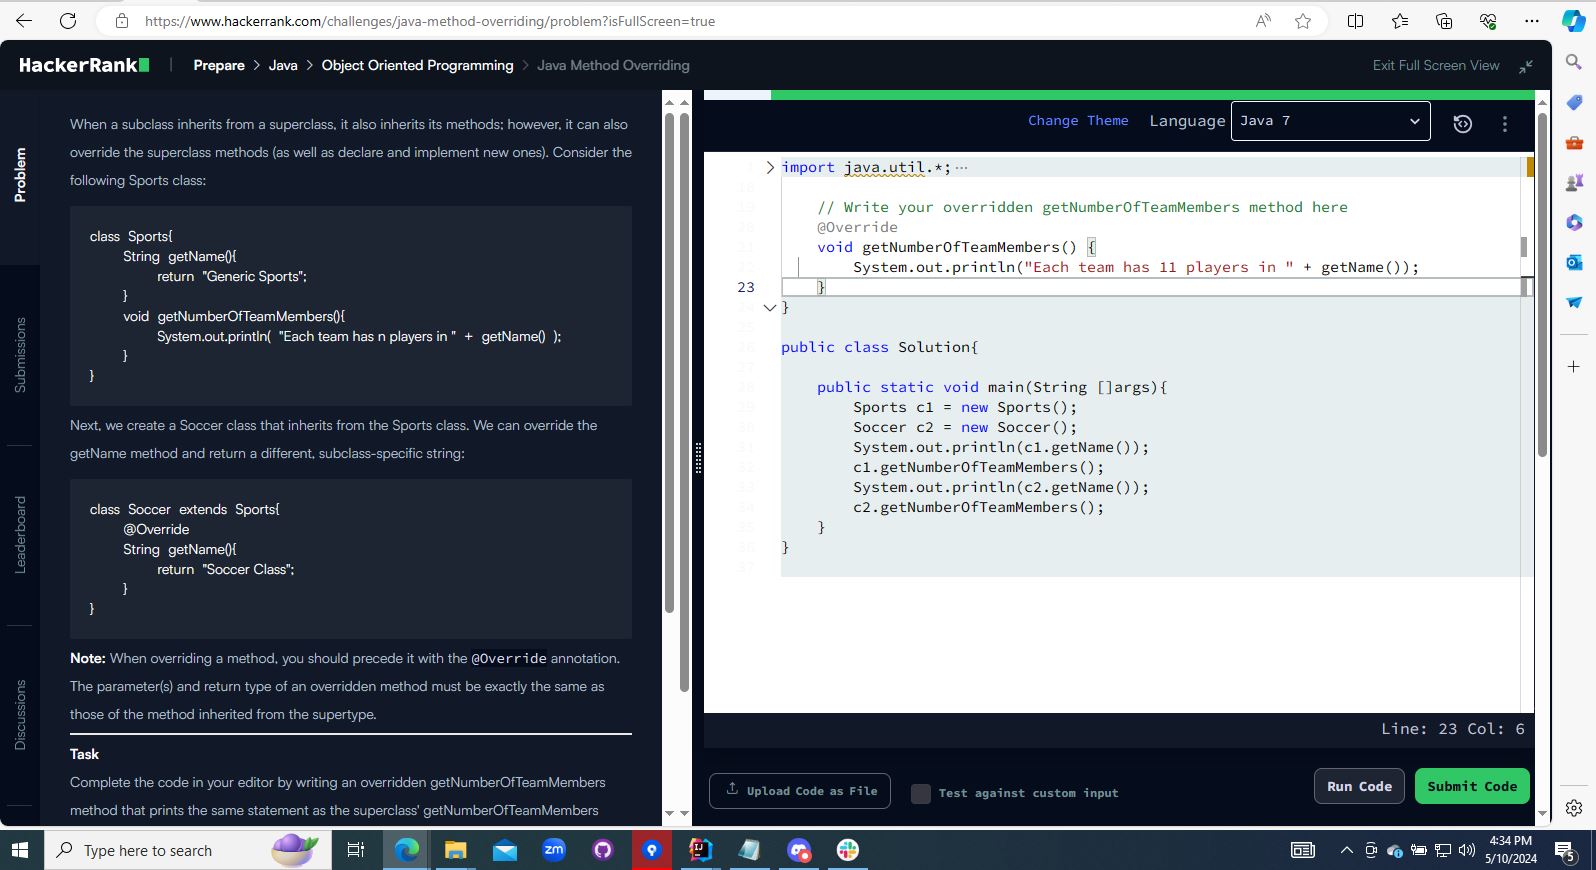 https://www.hackerrank.com/challenges/java-method-overriding/problem?isFullScreen=true
HackerRank
Prepare > Java > Object Oriented Programming > Java Method Overriding
Exit Full Screen View
Problem
Submissions
Leaderboard
Discussions
When a subclass inherits from a superclass, it also inherits its methods; however, it can also
override the superclass methods (as well as declare and implement new ones). Consider the
following Sports class:
class Sports{
String getName(){
return "Generic Sports";
}
void getNumberOfTeamMembers(){
System.out.println( "Each team has n players in " + getName() );
}
}
Next, we create a Soccer class that inherits from the Sports class. We can override the
getName method and return a different, subclass-specific string:
class Soccer extends Sports{
@Override
String getName(){
return "Soccer Class";
}
}
Note: When overriding a method, you should precede it with the @Override annotation.
The parameter(s) and return type of an overridden method must be exactly the same as
those of the method inherited from the supertype.
Task
Complete the code in your editor by writing an overridden getNumberOfTeamMembers
method that prints the same statement as the superclass' getNumberOfTeamMembers
Change Theme Language Java 7
1 import java.util.*; ···
18
19 // Write your overridden getNumberOfTeamMembers method here
20 @Override
21 void getNumberOfTeamMembers() {
22 System.out.println("Each team has 11 players in " + getName());
23 }
24 }
25
26 public class Solution{
27
28 public static void main(String []args){
29 Sports c1 = new Sports();
30 Soccer c2 = new Soccer();
31 System.out.println(c1.getName());
32 c1.getNumberOfTeamMembers();
33 System.out.println(c2.getName());
34 c2.getNumberOfTeamMembers();
35 }
36 }
37
Line: 23 Col: 6
Upload Code as File
Test against custom input
Run Code
Submit Code
Type here to search
zm
4:34 PM
5/10/2024
5